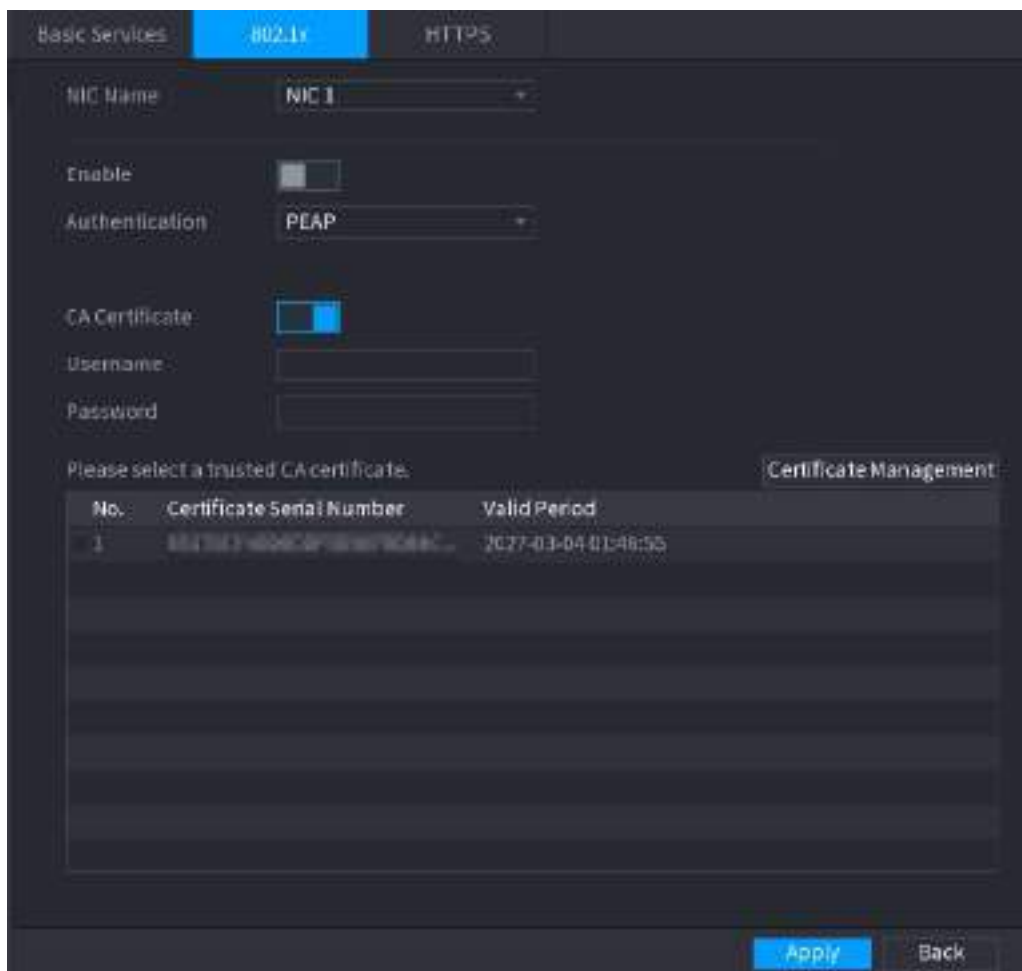 Basic Services 802.1x HTTPS
NIC Name NIC 1
Enable
Authentication PEAP
CA Certificate
Username
Password
Please select a trusted CA certificate. Certificate Management
No. Certificate Serial Number Valid Period
1 2027-03-04 01:46:55
Apply Back